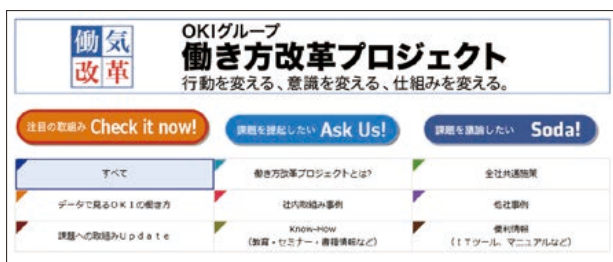 働気
改革
OKIグループ
働き方改革プロジェクト
行動を変える、意識を変える、仕組みを変える。
注目の取組み Check it now!
課題を提起したい Ask Us!
課題を議論したい Soda!
すべて
働き方改革プロジェクトとは?
全社共通施策
データで見るOKIの働き方
社内取組み事例
他社事例
課題への取組みUpdate
Know-How
(教育・セミナー・書籍情報など)
便利情報
(ITツール、マニュアルなど)